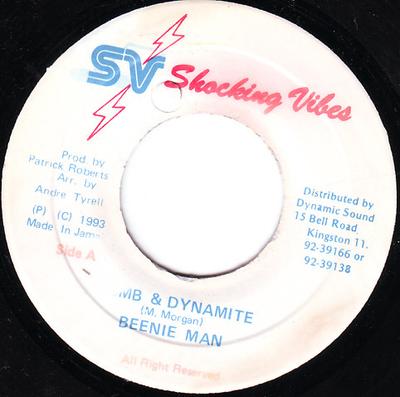 SV Shocking Vibes
Prod by
Patrick Roberts
Arr. by
Andre Tyrell
(P) (C) 1993
Made In Jama
Side A
Distributed by
Dynamic Sound
15 Bell Road
Kingston 11.
92-39166 or
92-39138
MB & DYNAMITE
(M. Morgan)
BEENIE MAN
All Right Reserved